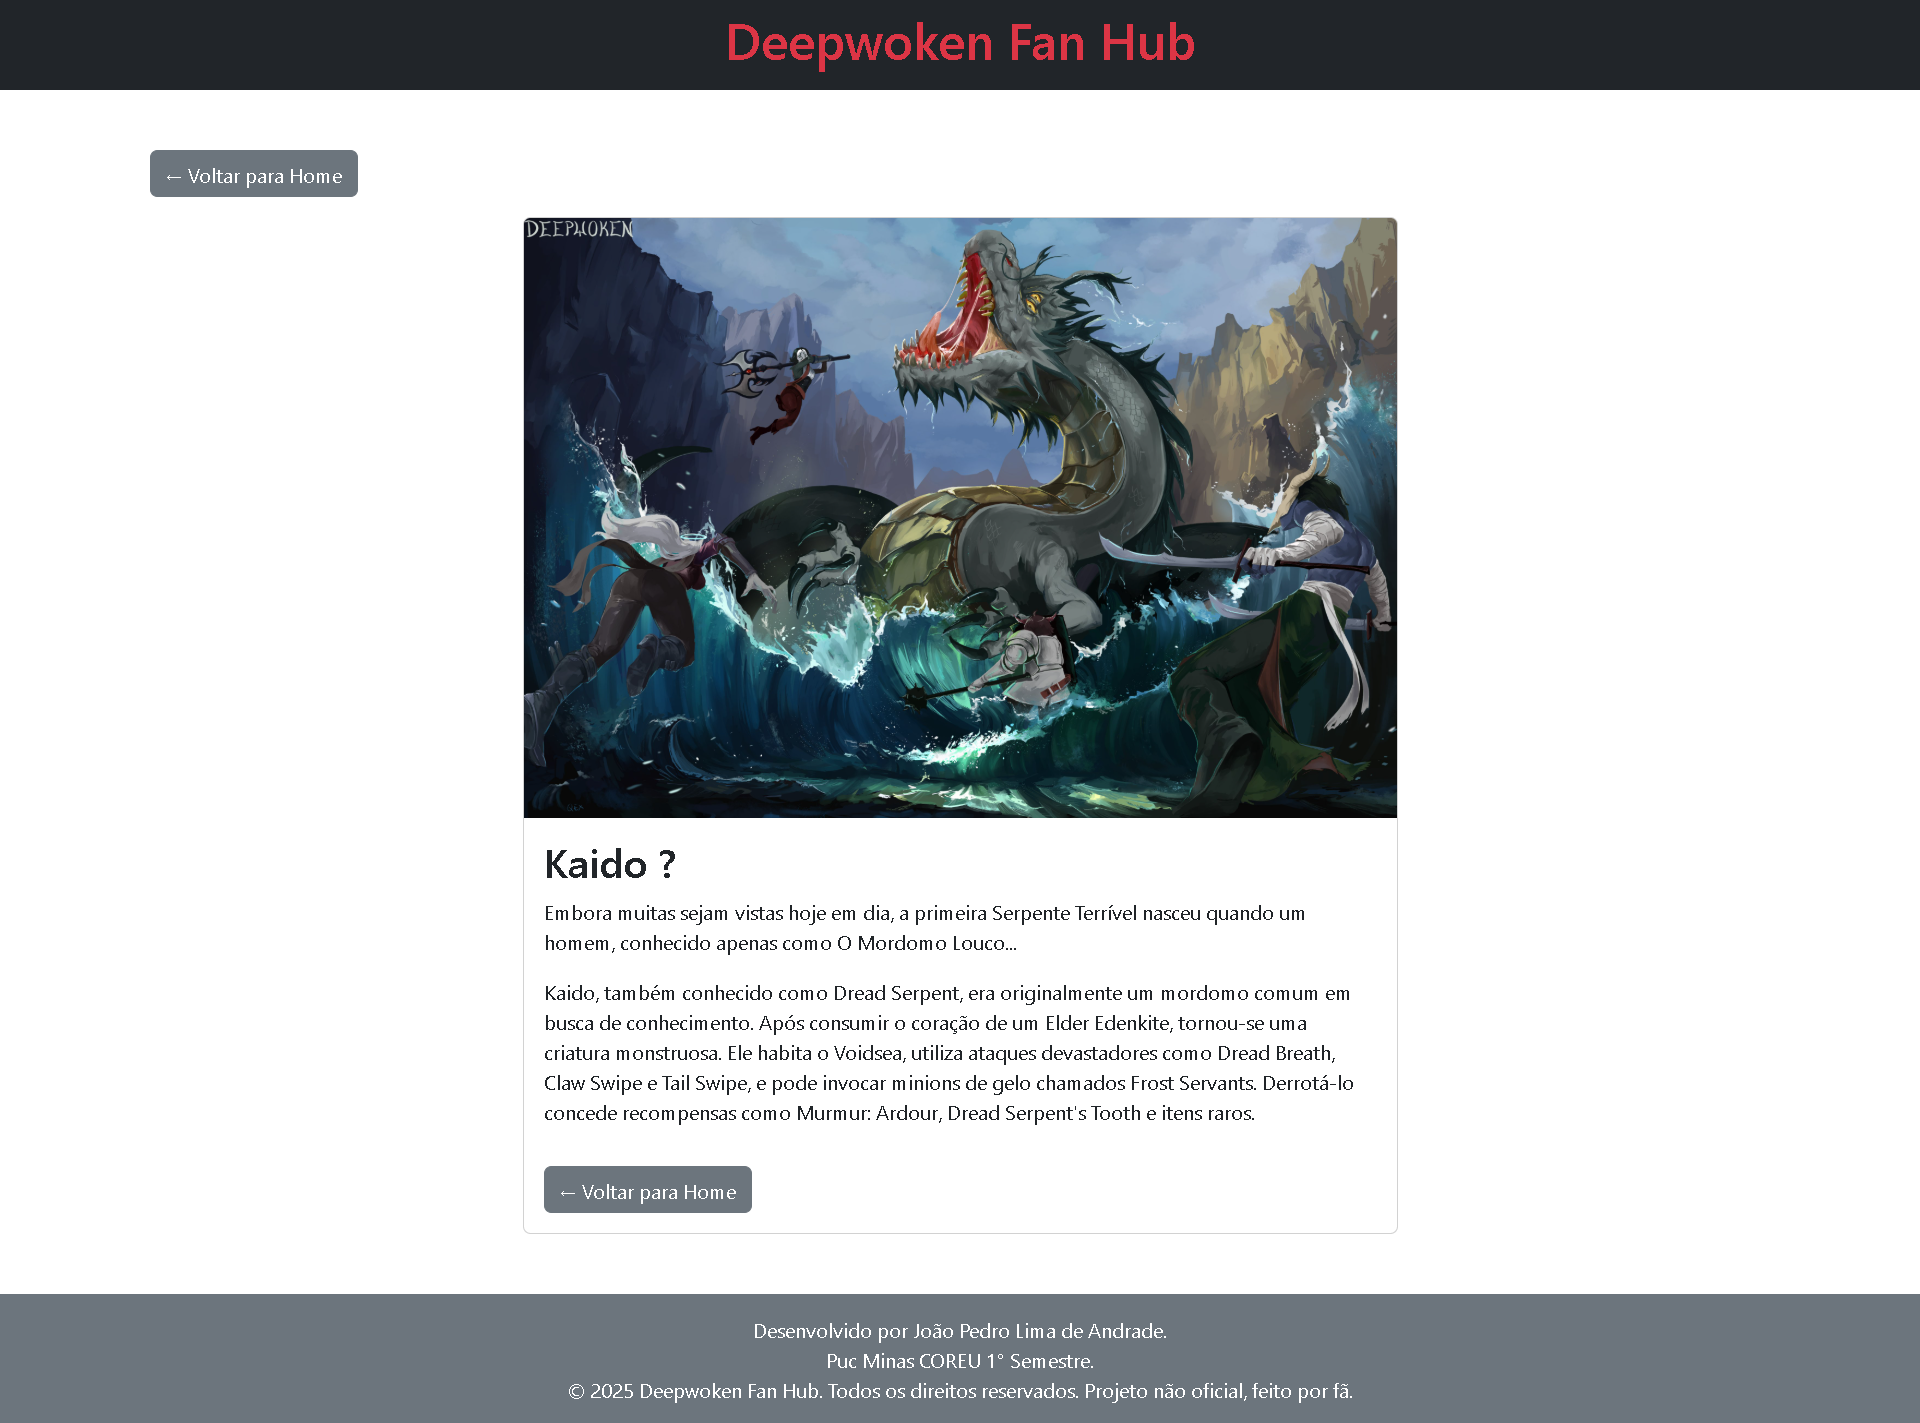 Deepwoken Fan Hub
← Voltar para Home
DEEPWOKEN
Kaido ?
Embora muitas sejam vistas hoje em dia, a primeira Serpente Terrível nasceu quando um
homem, conhecido apenas como O Mordomo Louco...
Kaido, também conhecido como Dread Serpent, era originalmente um mordomo comum em
busca de conhecimento. Após consumir o coração de um Elder Edenkite, tornou-se uma
criatura monstruosa. Ele habita o Voidsea, utiliza ataques devastadores como Dread Breath,
Claw Swipe e Tail Swipe, e pode invocar minions de gelo chamados Frost Servants. Derrotá-lo
concede recompensas como Murmur: Ardour, Dread Serpent's Tooth e itens raros.
← Voltar para Home
Desenvolvido por João Pedro Lima de Andrade.
Puc Minas COREU 1° Semestre.
© 2025 Deepwoken Fan Hub. Todos os direitos reservados. Projeto não oficial, feito por fã.